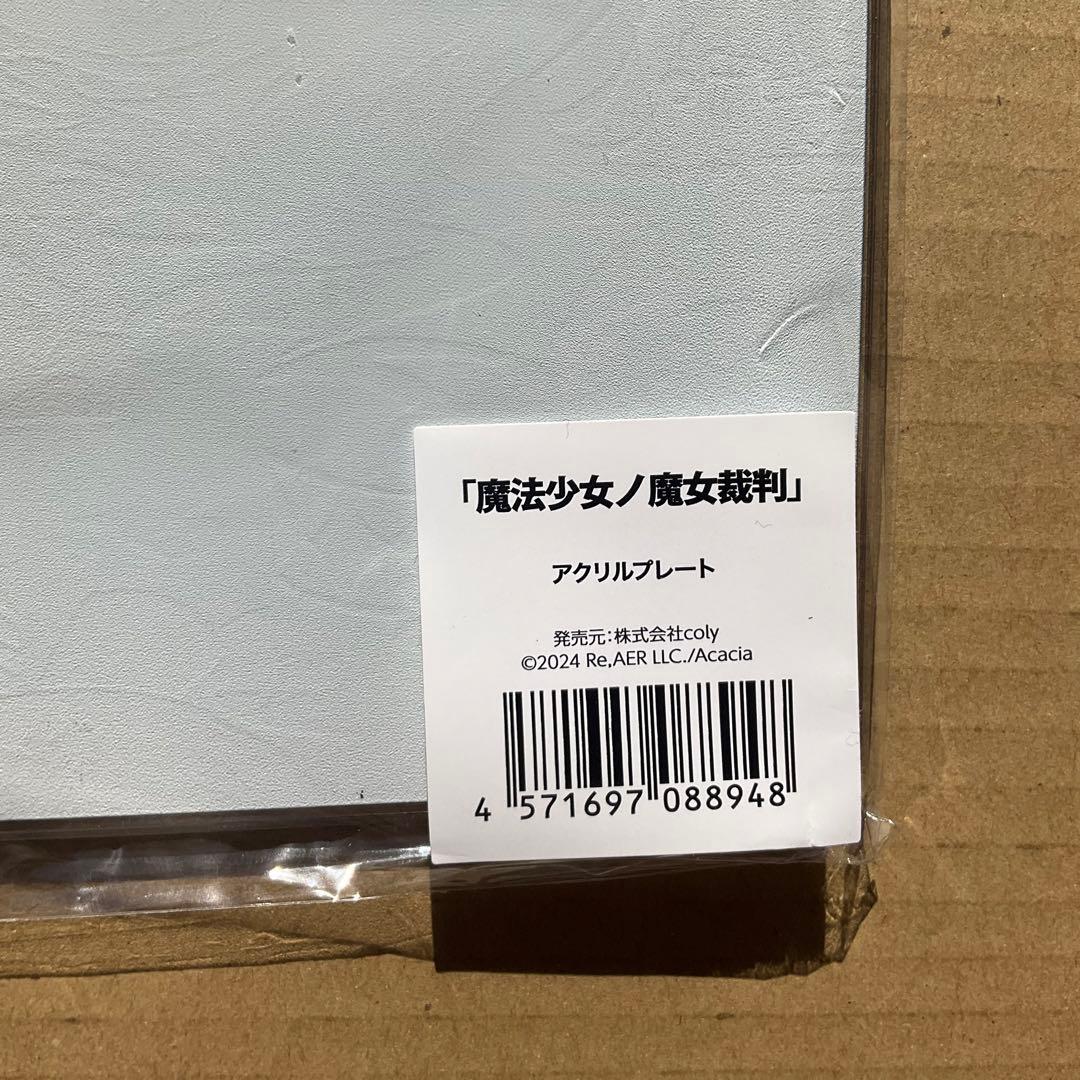 「魔法少女ノ魔女裁判」
アクリルプレート
発売元：株式会社coly
©2024 Re,AER LLC./Acacia
4 571697 088948